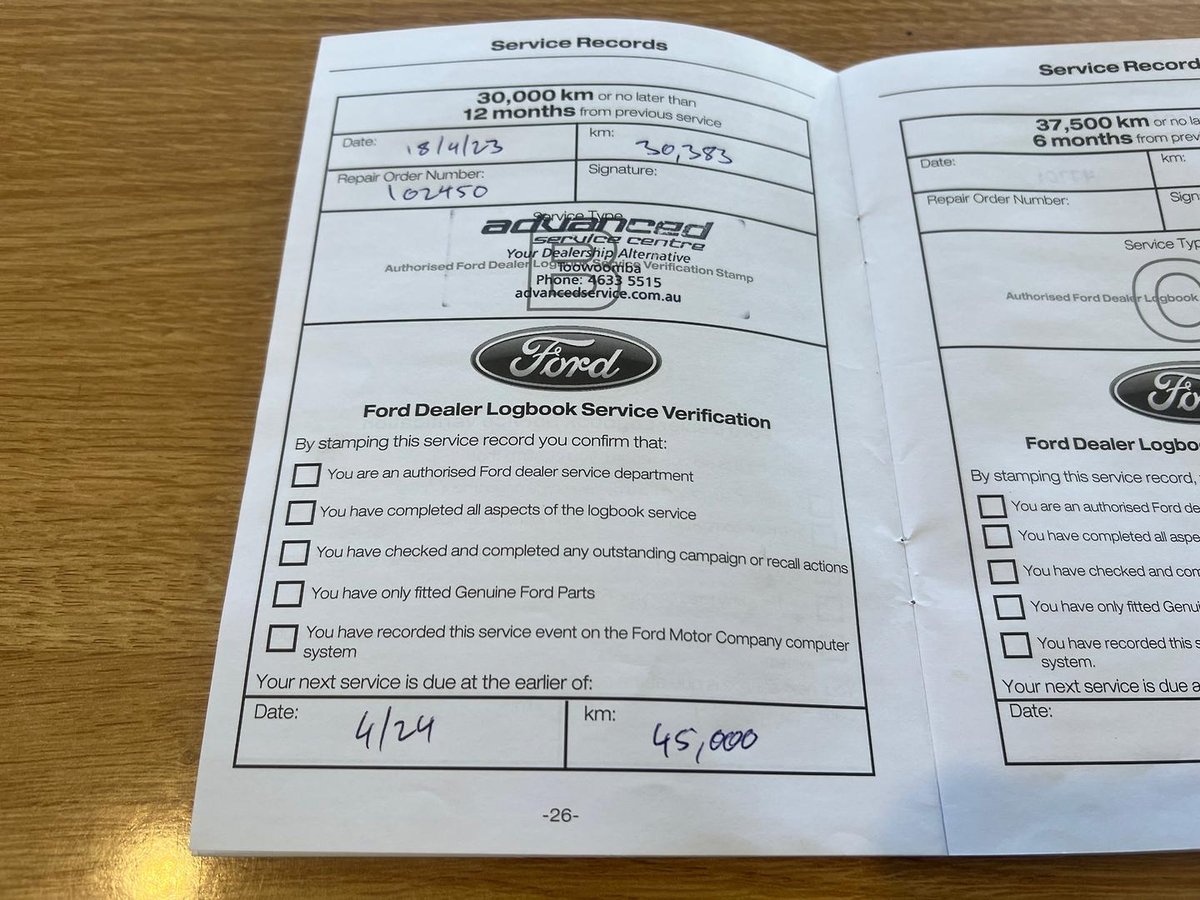 Service Records
30,000 km or no later than
12 months from previous service
Date: 18/4/23 km: 30,383
Repair Order Number: 102450 Signature:
Service Type
B
advanced
service centre
Your Dealership Alternative
Authorised Ford Dealer Logbook Service Verification Stamp
Toowoomba
Phone: 4633 5515
advancedservice.com.au
Ford
Ford Dealer Logbook Service Verification
By stamping this service record you confirm that:
You are an authorised Ford dealer service department
You have completed all aspects of the logbook service
You have checked and completed any outstanding campaign or recall actions
You have only fitted Genuine Ford Parts
You have recorded this service event on the Ford Motor Company computer
system
Your next service is due at the earlier of:
Date: 4/24 km: 45,000
-26-
Service Record
37,500 km or no la
6 months from prev
Date: km:
Repair Order Number: Sign
Service Typ
Authorised Ford Dealer Logbook
Fo
Ford Dealer Logbo
By stamping this service record,
You are an authorised Ford de
You have completed all aspe
You have checked and com
You have only fitted Genui
You have recorded this s
system.
Your next service is due a
Date: